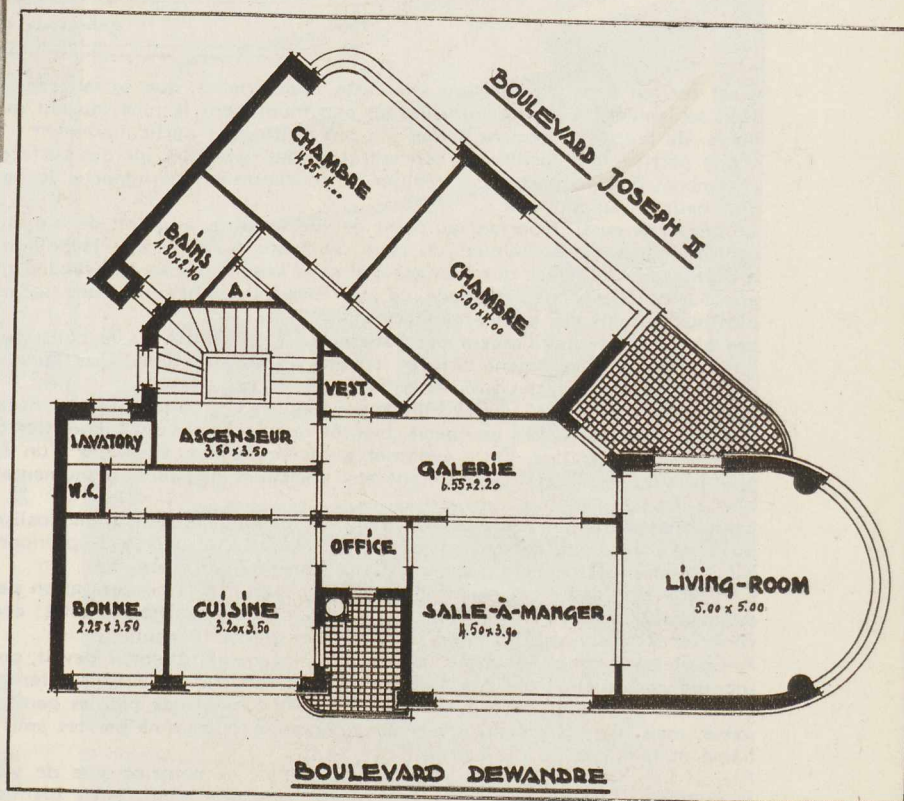 BOULEVARD JOSEPH II
CHAMBRE
4.25 x 4.00
BAINS
1.80 x 2.40
A.
CHAMBRE
5.00 x 4.00
VEST.
LAVATORY
ASCENSEUR
3.50 x 3.50
W.C.
GALERIE
6.55 x 2.20
OFFICE
LIVING-ROOM
5.00 x 5.00
BONNE
2.25 x 3.50
CUISINE
3.20 x 3.50
SALLE-À-MANGER.
4.50 x 3.90
BOULEVARD DEWANDRE